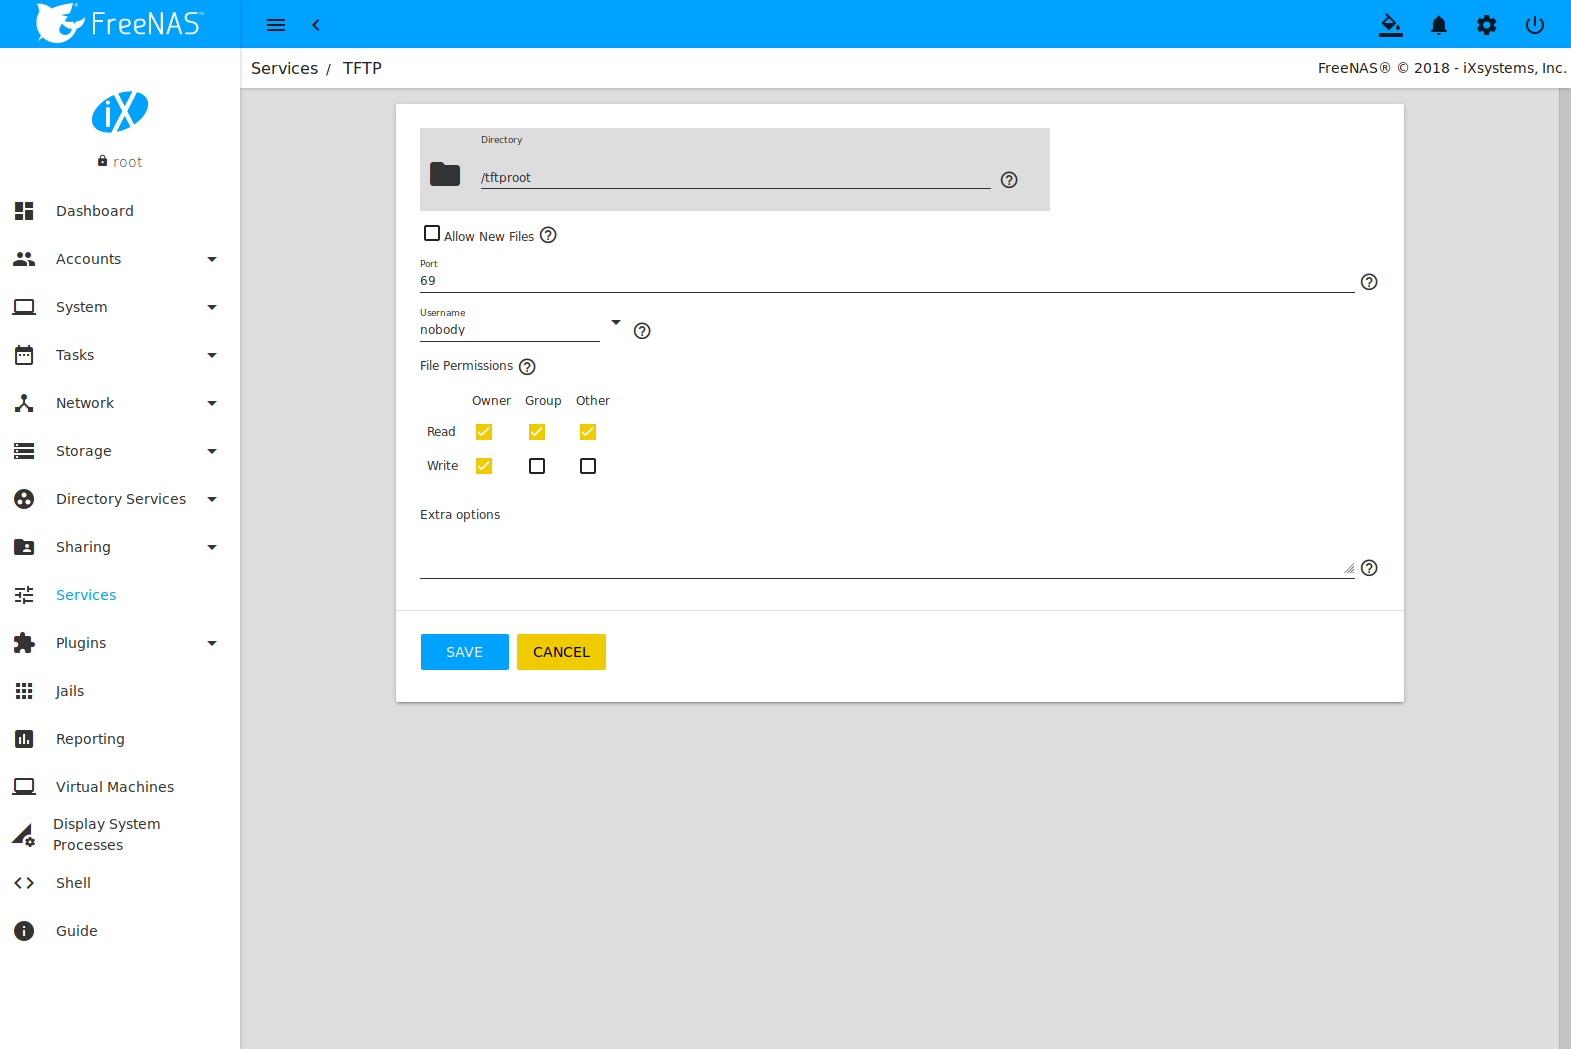 FreeNAS™
Services / TFTP
FreeNAS® © 2018 - iXsystems, Inc.
iX
root
Dashboard
Accounts
System
Tasks
Network
Storage
Directory Services
Sharing
Services
Plugins
Jails
Reporting
Virtual Machines
Display System
Processes
Shell
Guide
Directory
/tftproot
Allow New Files
Port
69
Username
nobody
File Permissions
Owner Group Other
Read
Write
Extra options
SAVE CANCEL